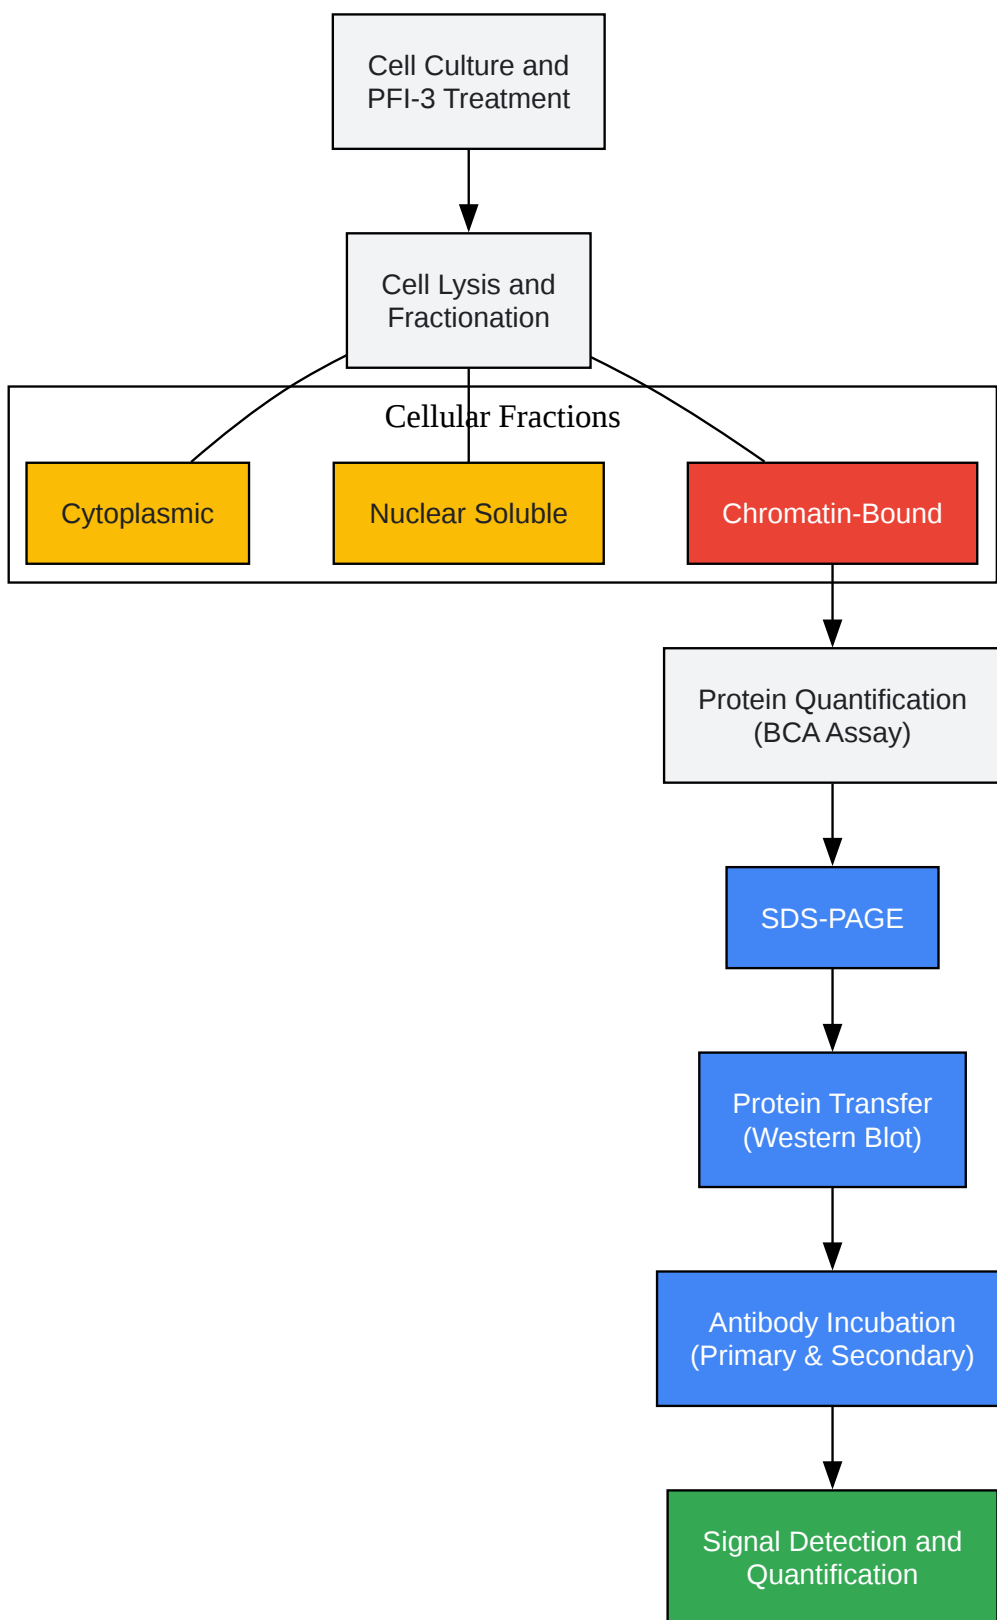 Cell Culture and
PFI-3 Treatment
Cell Lysis and
Fractionation
Cellular Fractions
Cytoplasmic
Nuclear Soluble
Chromatin-Bound
Protein Quantification
(BCA Assay)
SDS-PAGE
Protein Transfer
(Western Blot)
Antibody Incubation
(Primary & Secondary)
Signal Detection and
Quantification